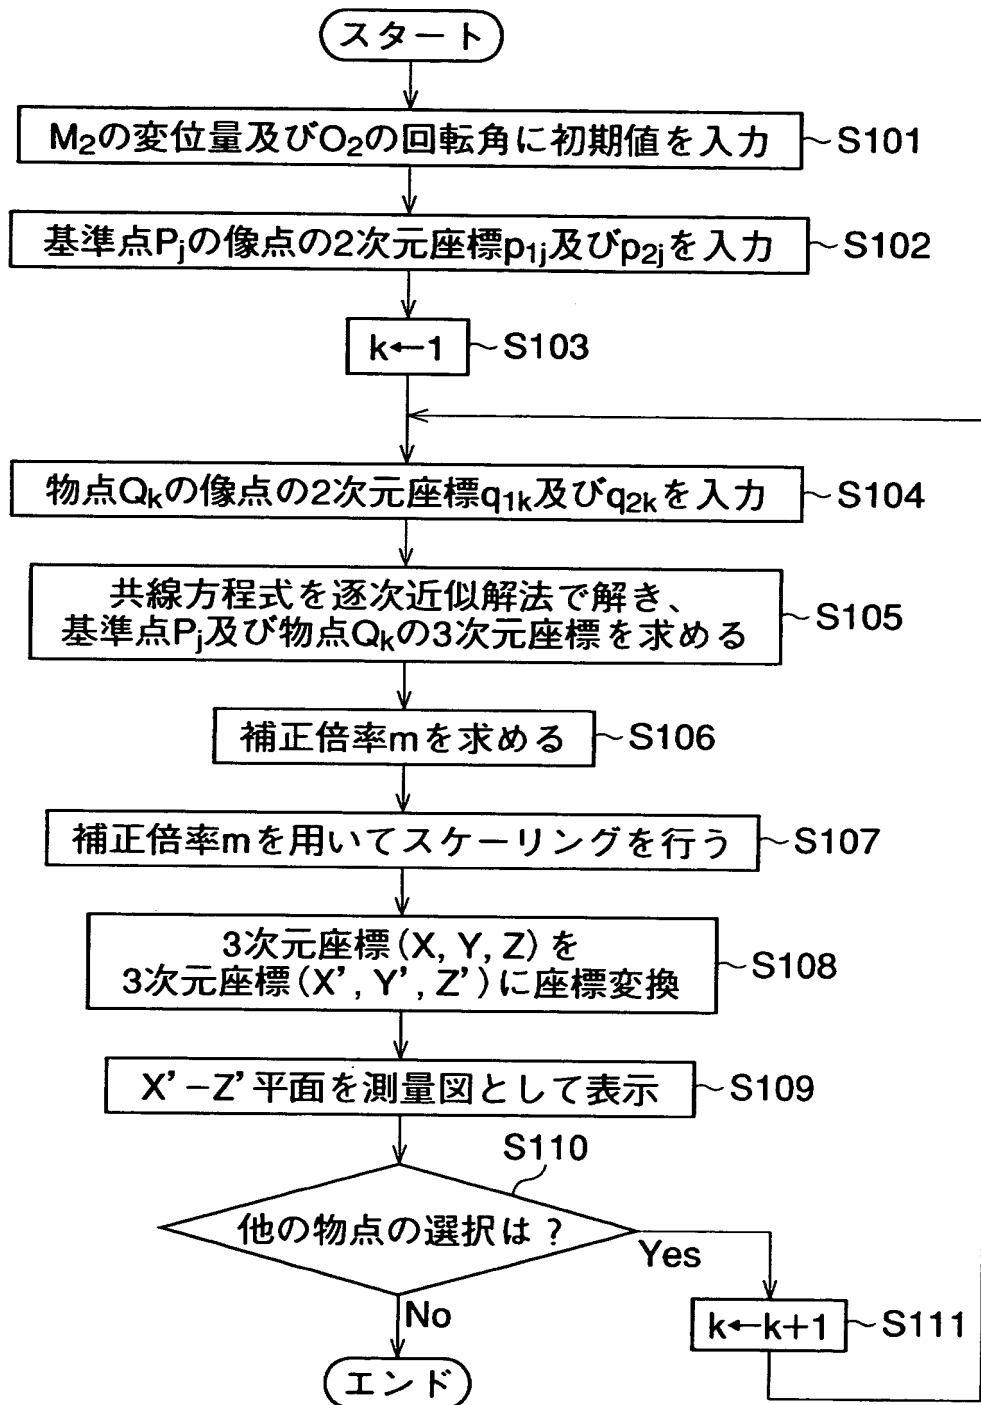 スタート
M₂の変位量及びO₂の回転角に初期値を入力
S101
基準点Pⱼの像点の2次元座標p₁ⱼ及びp₂ⱼを入力
S102
k←1
S103
物点Qₖの像点の2次元座標q₁ₖ及びq₂ₖを入力
S104
共線方程式を逐次近似解法で解き、
基準点Pⱼ及び物点Qₖの3次元座標を求める
S105
補正倍率mを求める
S106
補正倍率mを用いてスケーリングを行う
S107
3次元座標(X, Y, Z)を
3次元座標(X', Y', Z')に座標変換
S108
X'−Z'平面を測量図として表示
S109
S110
他の物点の選択は?
Yes
No
k←k+1
S111
エンド